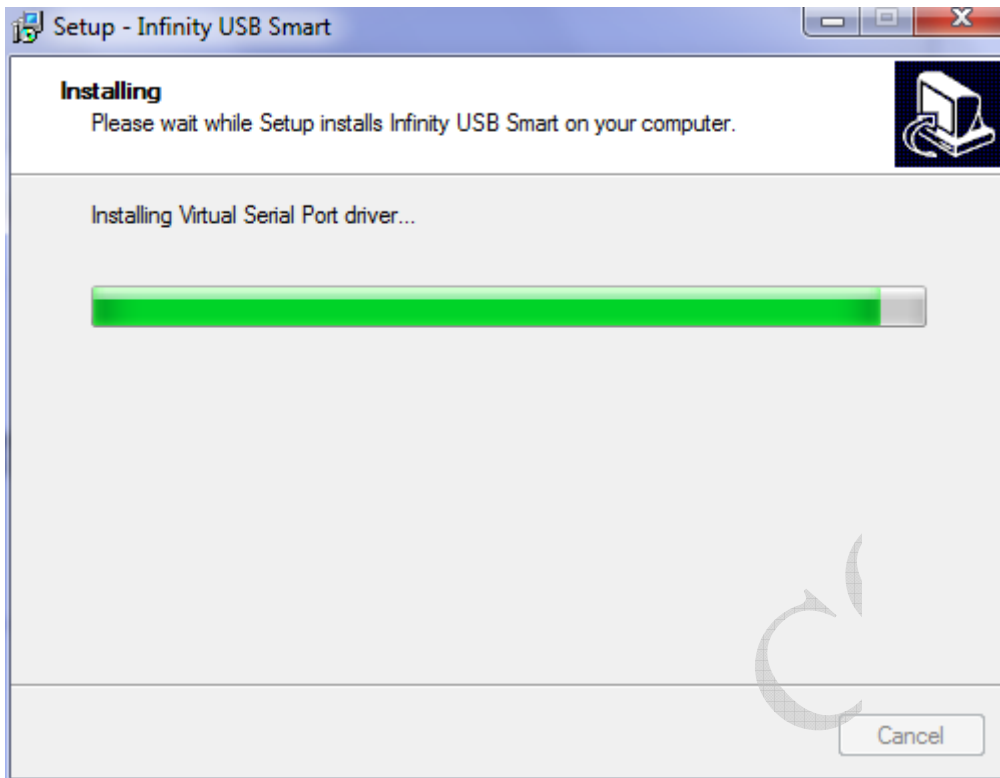 Setup - Infinity USB Smart
Installing
Please wait while Setup installs Infinity USB Smart on your computer.
Installing Virtual Serial Port driver...
Cancel